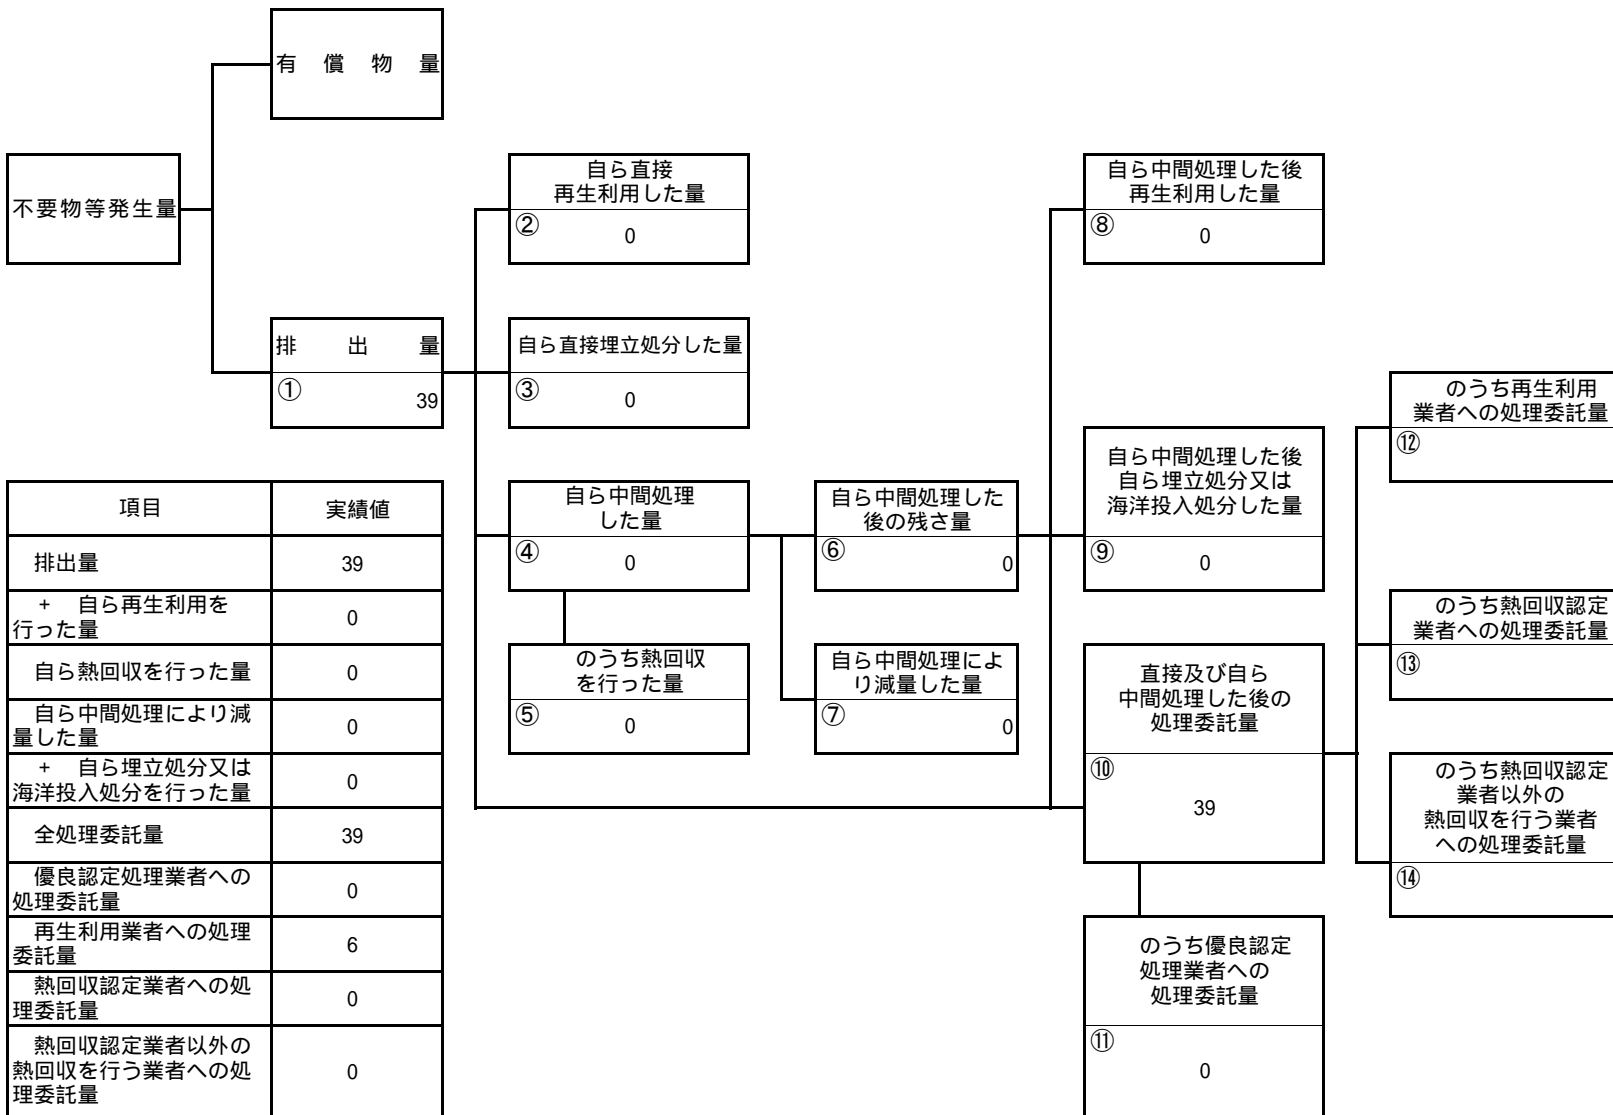 有償物量
不要物等発生量
排出量
①
39
自ら直接
再生利用した量
②
0
自ら直接埋立処分した量
③
0
自ら中間処理
した量
④
0
のうち熱回収
を行った量
⑤
0
自ら中間処理した
後の残さ量
⑥
0
自ら中間処理によ
り減量した量
⑦
0
自ら中間処理した後
再生利用した量
⑧
0
自ら中間処理した後
自ら埋立処分又は
海洋投入処分した量
⑨
0
直接及び自ら
中間処理した後の
処理委託量
⑩
39
のうち優良認定
処理業者への
処理委託量
⑪
0
のうち再生利用
業者への処理委託量
⑫
のうち熱回収認定
業者への処理委託量
⑬
のうち熱回収認定
業者以外の
熱回収を行う業者
への処理委託量
⑭
項目 実績値
排出量 39
+ 自ら再生利用を
行った量 0
自ら熱回収を行った量 0
自ら中間処理により減
量した量 0
+ 自ら埋立処分又は
海洋投入処分を行った量 0
全処理委託量 39
優良認定処理業者への
処理委託量 0
再生利用業者への処理
委託量 6
熱回収認定業者への処
理委託量 0
熱回収認定業者以外の
熱回収を行う業者への処
理委託量 0